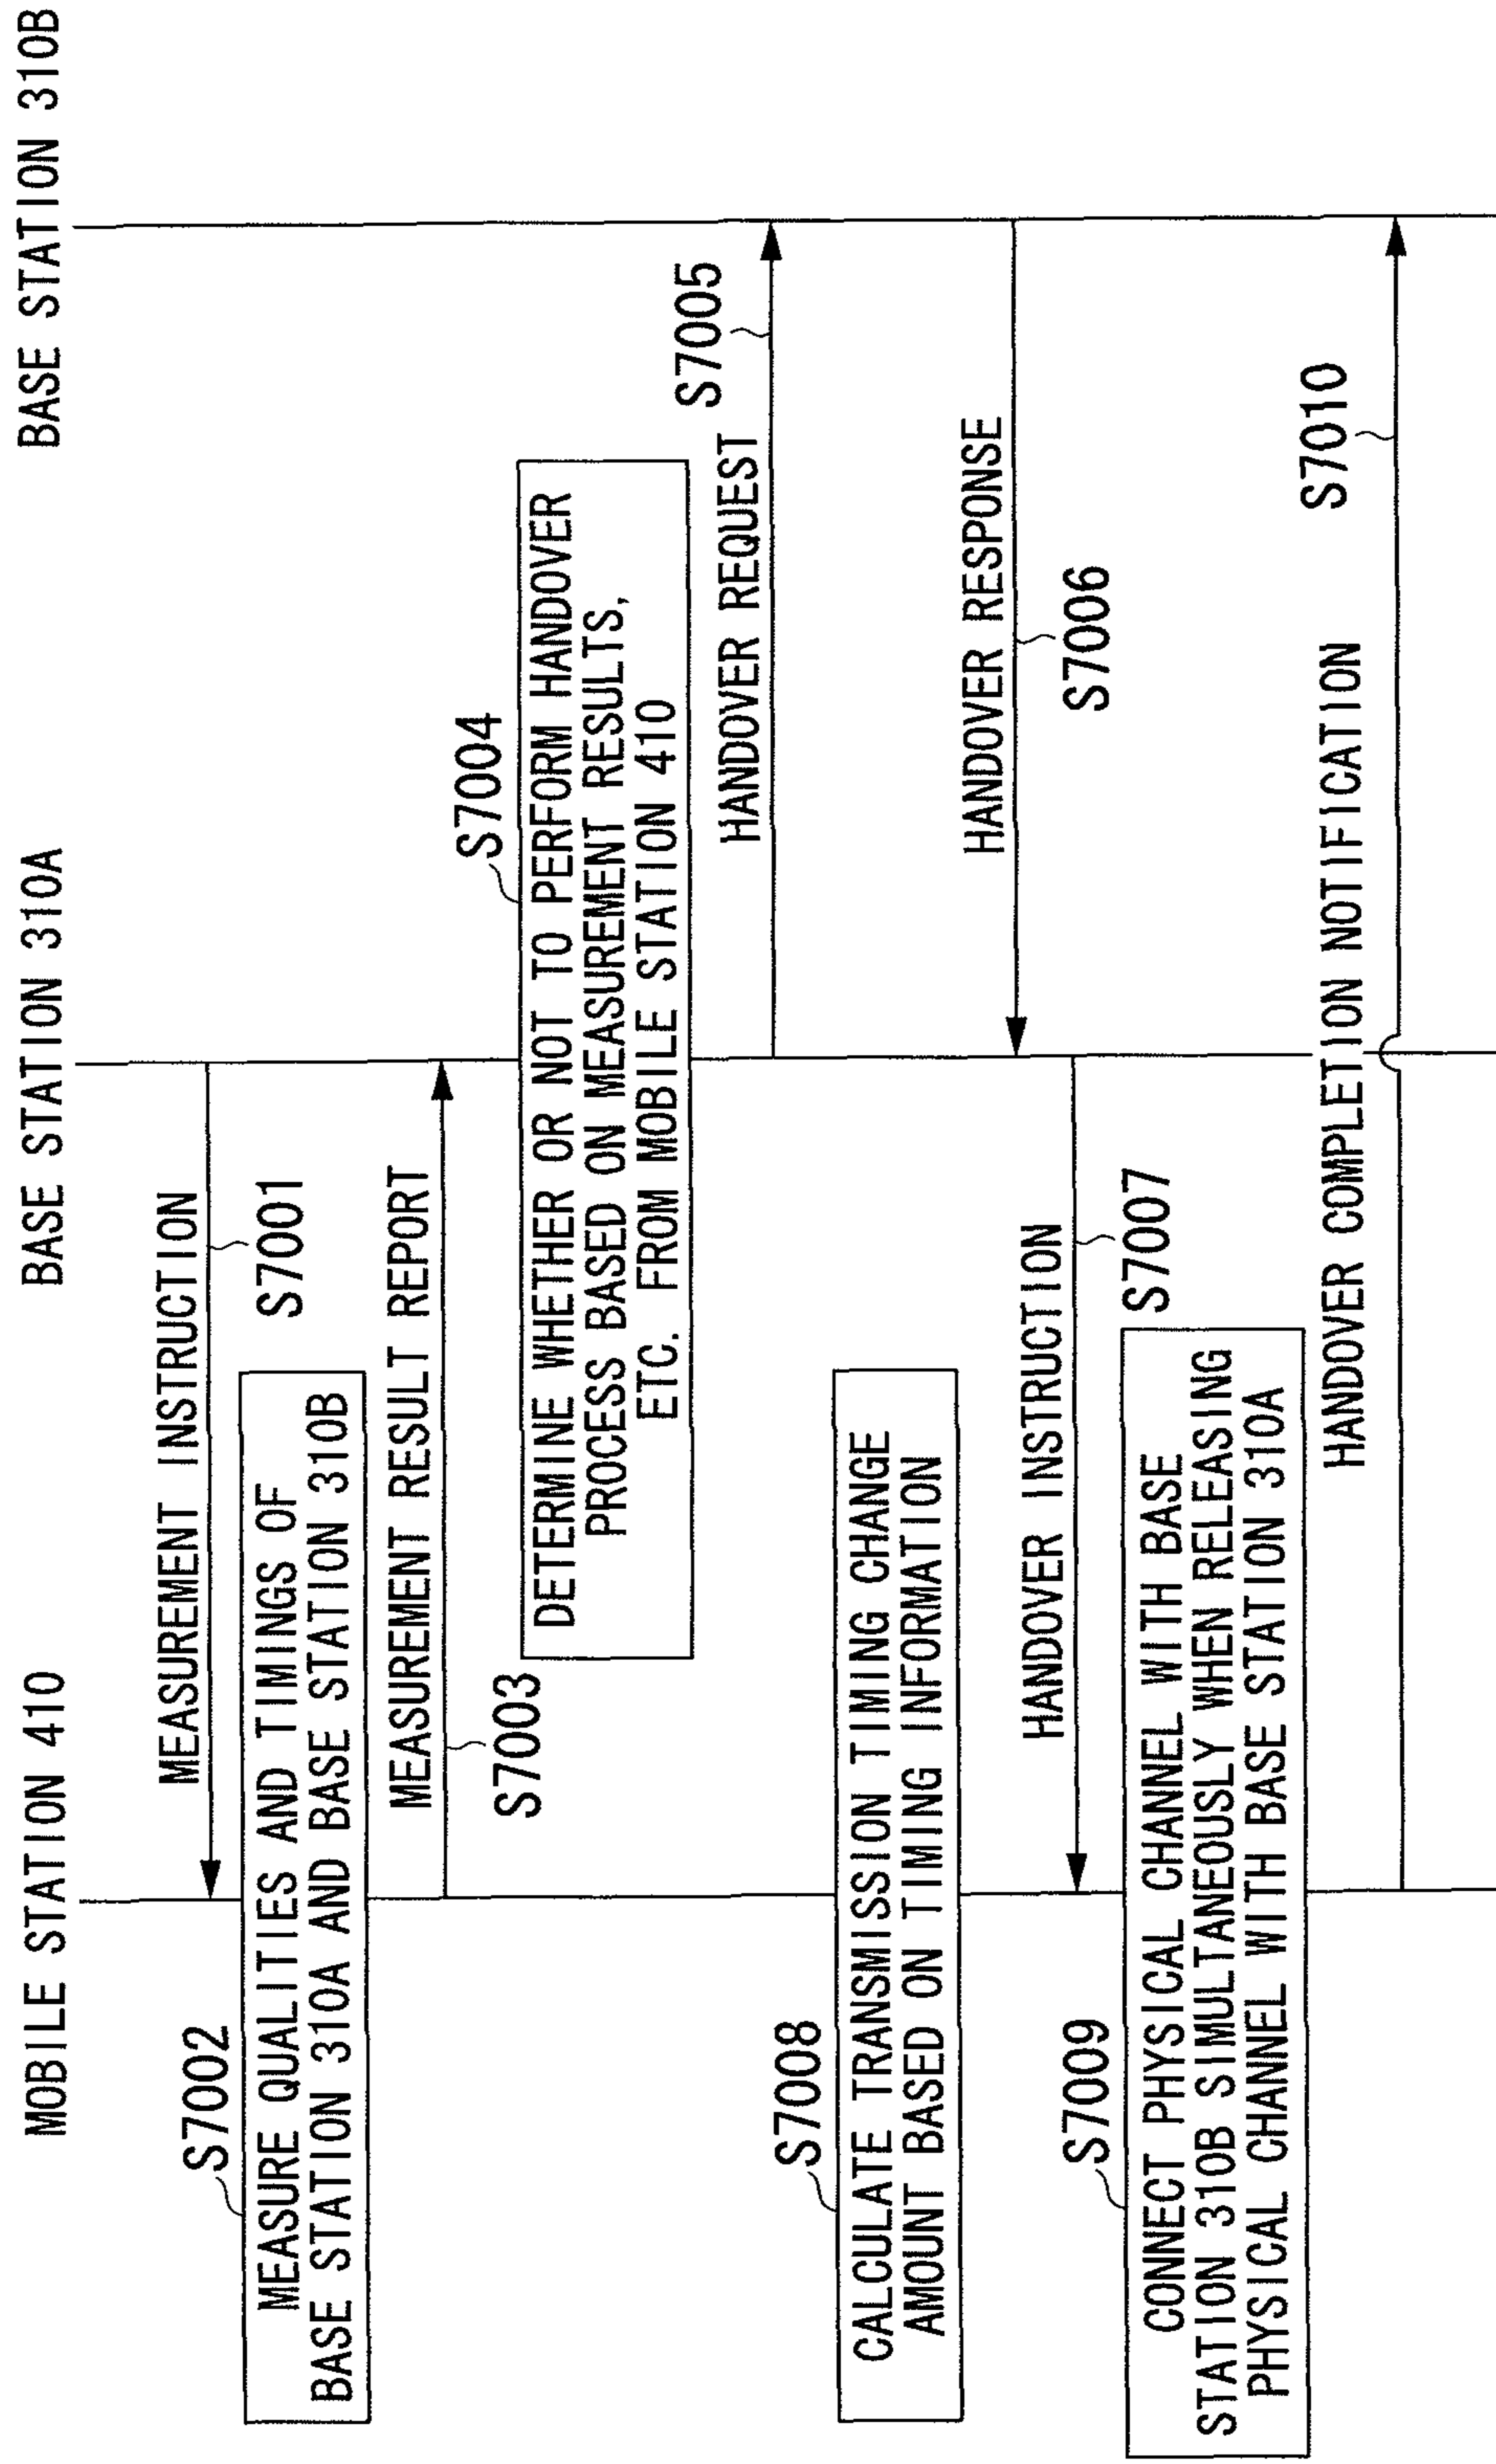 MOBILE STATION 410
BASE STATION 310A
BASE STATION 310B
MEASUREMENT INSTRUCTION
S7001
S7002
MEASURE QUALITIES AND TIMINGS OF
BASE STATION 310A AND BASE STATION 310B
MEASUREMENT RESULT REPORT
S7003
S7004
DETERMINE WHETHER OR NOT TO PERFORM HANDOVER
PROCESS BASED ON MEASUREMENT RESULTS,
ETC. FROM MOBILE STATION 410
HANDOVER REQUEST
S7005
S7008
CALCULATE TRANSMISSION TIMING CHANGE
AMOUNT BASED ON TIMING INFORMATION
HANDOVER RESPONSE
S7006
HANDOVER INSTRUCTION
S7007
S7009
CONNECT PHYSICAL CHANNEL WITH BASE
STATION 310B SIMULTANEOUSLY WHEN RELEASING
PHYSICAL CHANNEL WITH BASE STATION 310A
HANDOVER COMPLETION NOTIFICATION
S7010